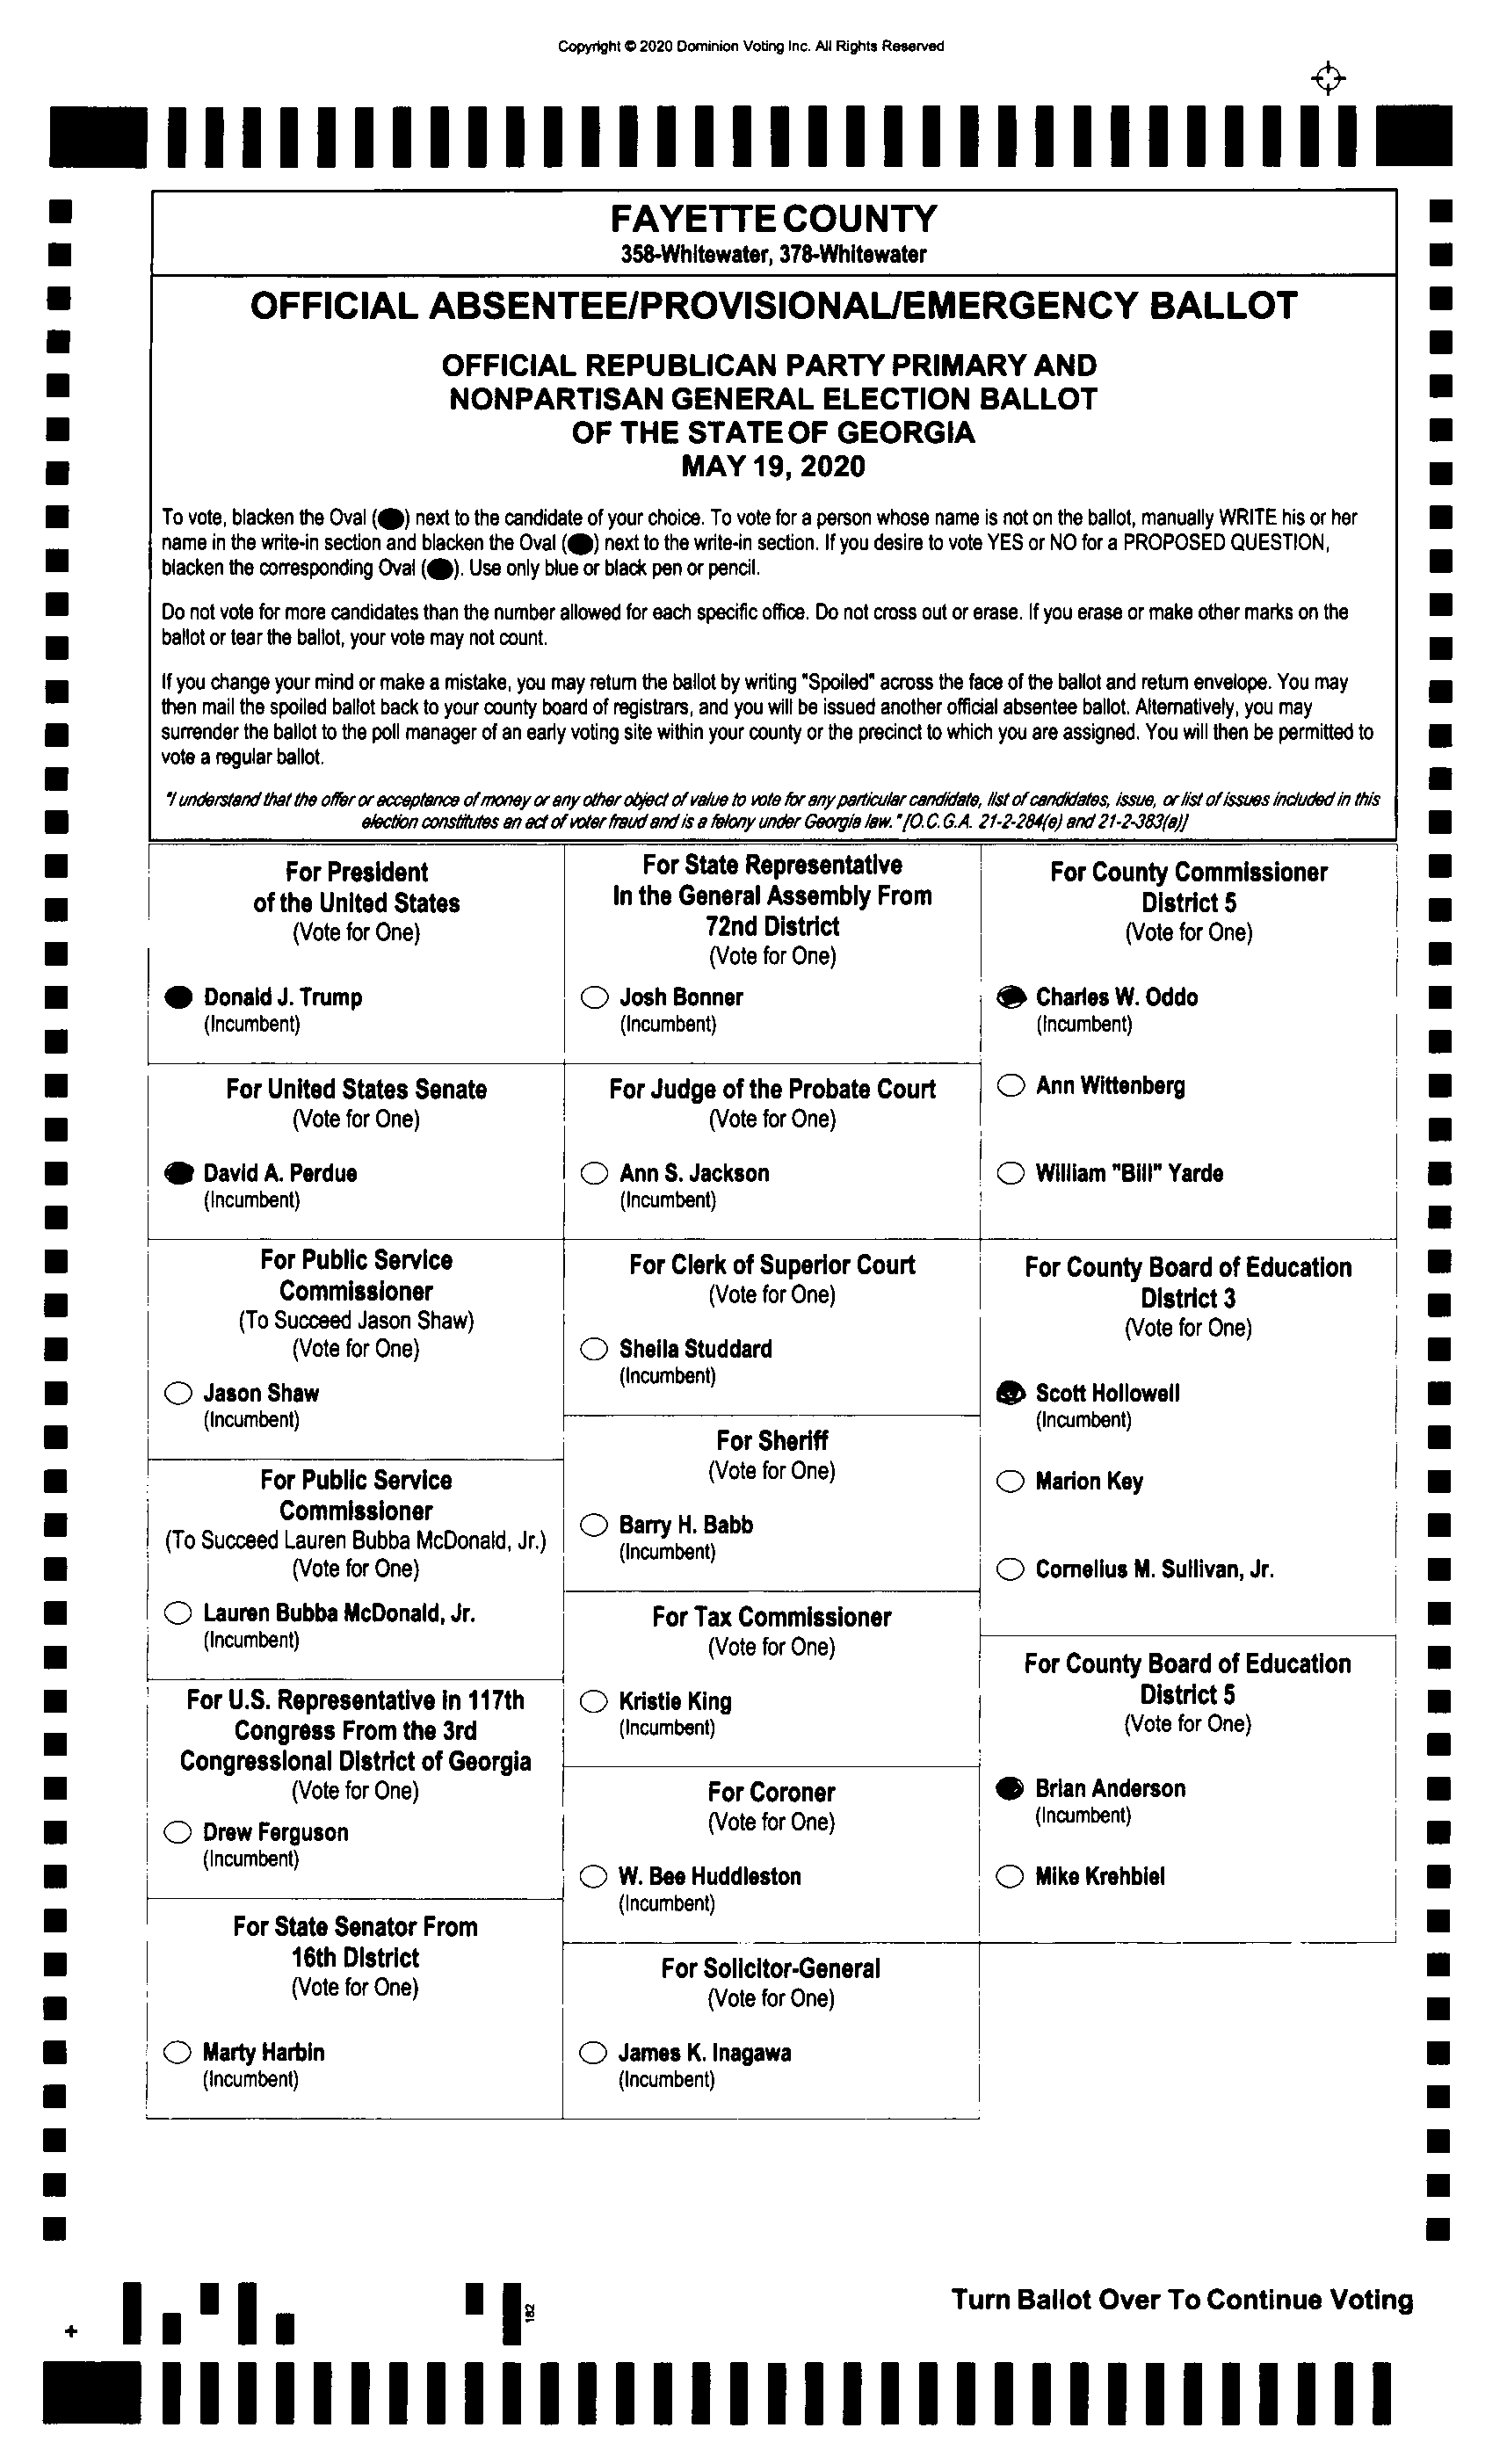 Copyright © 2020 Dominion Voting Inc. All Rights Reserved
FAYETTE COUNTY
358-Whitewater, 378-Whitewater
OFFICIAL ABSENTEE/PROVISIONAL/EMERGENCY BALLOT
OFFICIAL REPUBLICAN PARTY PRIMARY AND
NONPARTISAN GENERAL ELECTION BALLOT
OF THE STATE OF GEORGIA
MAY 19, 2020
To vote, blacken the Oval (●) next to the candidate of your choice. To vote for a person whose name is not on the ballot, manually WRITE his or her
name in the write-in section and blacken the Oval (●) next to the write-in section. If you desire to vote YES or NO for a PROPOSED QUESTION,
blacken the corresponding Oval (●). Use only blue or black pen or pencil.
Do not vote for more candidates than the number allowed for each specific office. Do not cross out or erase. If you erase or make other marks on the
ballot or tear the ballot, your vote may not count.
If you change your mind or make a mistake, you may return the ballot by writing "Spoiled" across the face of the ballot and return envelope. You may
then mail the spoiled ballot back to your county board of registrars, and you will be issued another official absentee ballot. Alternatively, you may
surrender the ballot to the poll manager of an early voting site within your county or the precinct to which you are assigned. You will then be permitted to
vote a regular ballot.
"I understand that the offer or acceptance of money or any other object of value to vote for any particular candidate, list of candidates, issue, or list of issues included in this
election constitutes an act of voter fraud and is a felony under Georgia law." [O.C.G.A. 21-2-284(e) and 21-2-383(a)]
For President
of the United States
(Vote for One)
Donald J. Trump
(Incumbent)
For United States Senate
(Vote for One)
David A. Perdue
(Incumbent)
For Public Service
Commissioner
(To Succeed Jason Shaw)
(Vote for One)
Jason Shaw
(Incumbent)
For Public Service
Commissioner
(To Succeed Lauren Bubba McDonald, Jr.)
(Vote for One)
Lauren Bubba McDonald, Jr.
(Incumbent)
For U.S. Representative in 117th
Congress From the 3rd
Congressional District of Georgia
(Vote for One)
Drew Ferguson
(Incumbent)
For State Senator From
16th District
(Vote for One)
Marty Harbin
(Incumbent)
For State Representative
In the General Assembly From
72nd District
(Vote for One)
Josh Bonner
(Incumbent)
For Judge of the Probate Court
(Vote for One)
Ann S. Jackson
(Incumbent)
For Clerk of Superior Court
(Vote for One)
Sheila Studdard
(Incumbent)
For Sheriff
(Vote for One)
Barry H. Babb
(Incumbent)
For Tax Commissioner
(Vote for One)
Kristie King
(Incumbent)
For Coroner
(Vote for One)
W. Bee Huddleston
(Incumbent)
For Solicitor-General
(Vote for One)
James K. Inagawa
(Incumbent)
For County Commissioner
District 5
(Vote for One)
Charles W. Oddo
(Incumbent)
Ann Wittenberg
William "Bill" Yarde
For County Board of Education
District 3
(Vote for One)
Scott Hollowell
(Incumbent)
Marion Key
Cornelius M. Sullivan, Jr.
For County Board of Education
District 5
(Vote for One)
Brian Anderson
(Incumbent)
Mike Krehbiel
Turn Ballot Over To Continue Voting
182